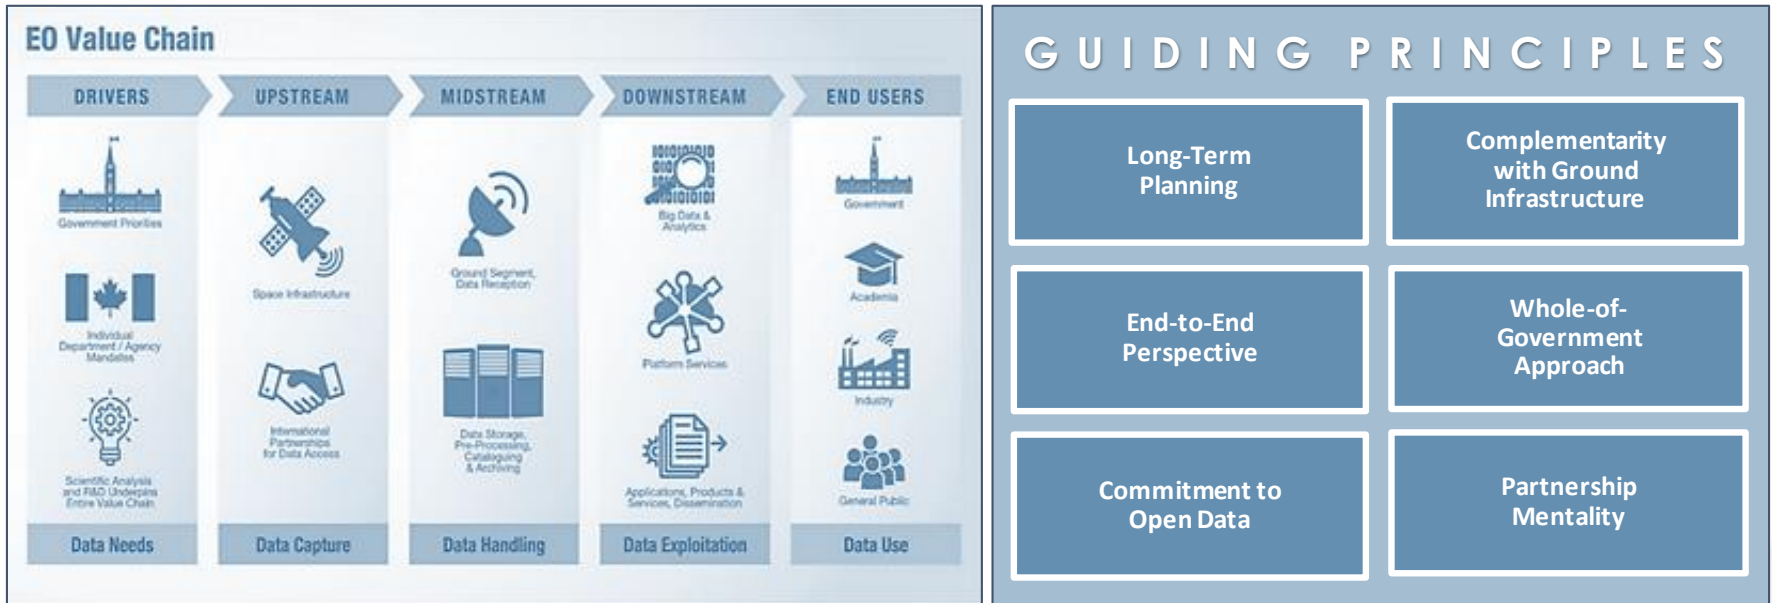 EO Value Chain
DRIVERS
Government Priorities
Individual
Department / Agency
Mandates
Scientific Analysis
and R&D Underpins
Entire Value Chain
Data Needs
UPSTREAM
Space Infrastructure
International
Partnerships
for Data Access
Data Capture
MIDSTREAM
Ground Segment,
Data Reception
Data Storage,
Pre-Processing,
Cataloguing
& Archiving
Data Handling
DOWNSTREAM
Big Data &
Analytics
Platform Services
Applications, Products &
Services, Dissemination
Data Exploitation
END USERS
Government
Academia
Industry
General Public
Data Use
GUIDING PRINCIPLES
Long-Term
Planning
Complementarity
with Ground
Infrastructure
End-to-End
Perspective
Whole-of-
Government
Approach
Commitment to
Open Data
Partnership
Mentality